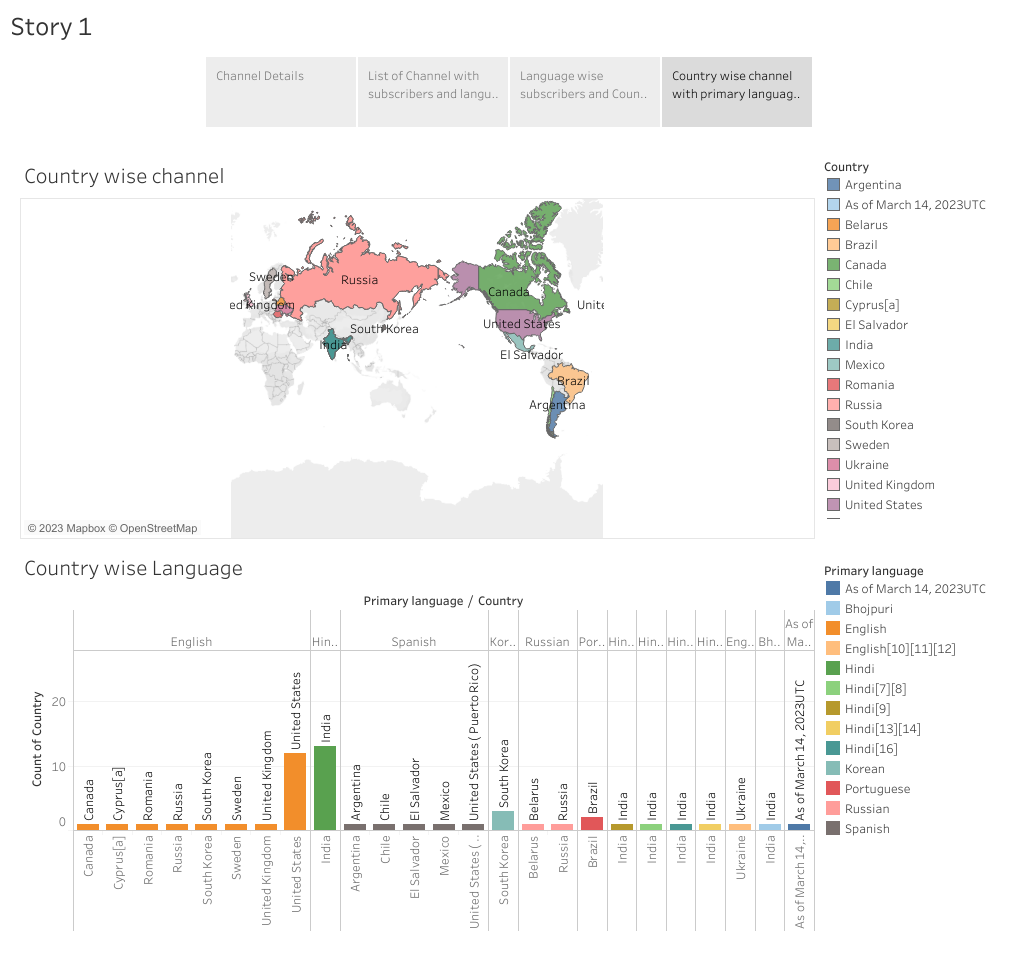 Story 1
Channel Details
List of Channel with
subscribers and langu..
Language wise
subscribers and Coun..
Country wise channel
with primary languag..
Country wise channel
Sweden
Russia
ed Kingdom
Canada
Unite
South Korea
United States
India
El Salvador
Brazil
Argentina
© 2023 Mapbox © OpenStreetMap
Country
Argentina
As of March 14, 2023UTC
Belarus
Brazil
Canada
Chile
Cyprus[a]
El Salvador
India
Mexico
Romania
Russia
South Korea
Sweden
Ukraine
United Kingdom
United States
Country wise Language
Primary language / Country
English
Hin..
Spanish
Kor..
Russian
Por..
Hin..
Hin..
Hin..
Hin..
Eng..
Bh..
As of
Ma..
Count of Country
20
10
0
Canada
Cyprus[a]
Romania
Russia
South Korea
Sweden
United Kingdom
United States
India
Argentina
Chile
El Salvador
Mexico
United States( Puerto Rico)
South Korea
Belarus
Russia
Brazil
India
India
India
India
Ukraine
India
As of March 14, 2023UTC
Canada
Cyprus[a]
Romania
Russia
South Korea
Sweden
United Kingdom
United States
India
Argentina
Chile
El Salvador
Mexico
United States ( ..
South Korea
Belarus
Russia
Brazil
India
India
India
India
Ukraine
India
As of March 14,..
Primary language
As of March 14, 2023UTC
Bhojpuri
English
English[10][11][12]
Hindi
Hindi[7][8]
Hindi[9]
Hindi[13][14]
Hindi[16]
Korean
Portuguese
Russian
Spanish